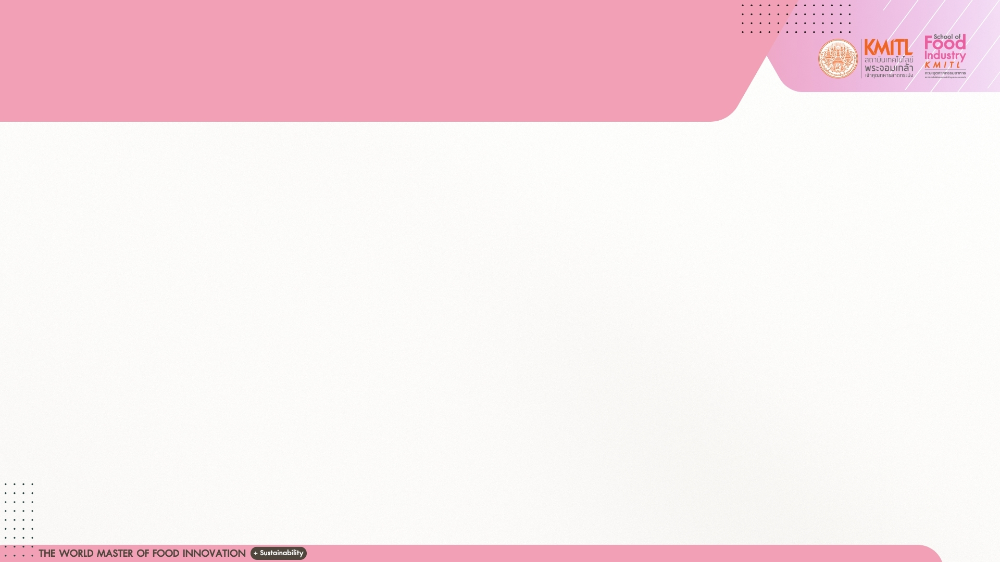 KMITL
สถาบันเทคโนโลยี
พระจอมเกล้า
เจ้าคุณทหารลาดกระบัง
School of
Food
Industry
KMITL
คณะอุตสาหกรรมอาหาร
THE WORLD MASTER OF FOOD INNOVATION + Sustainability